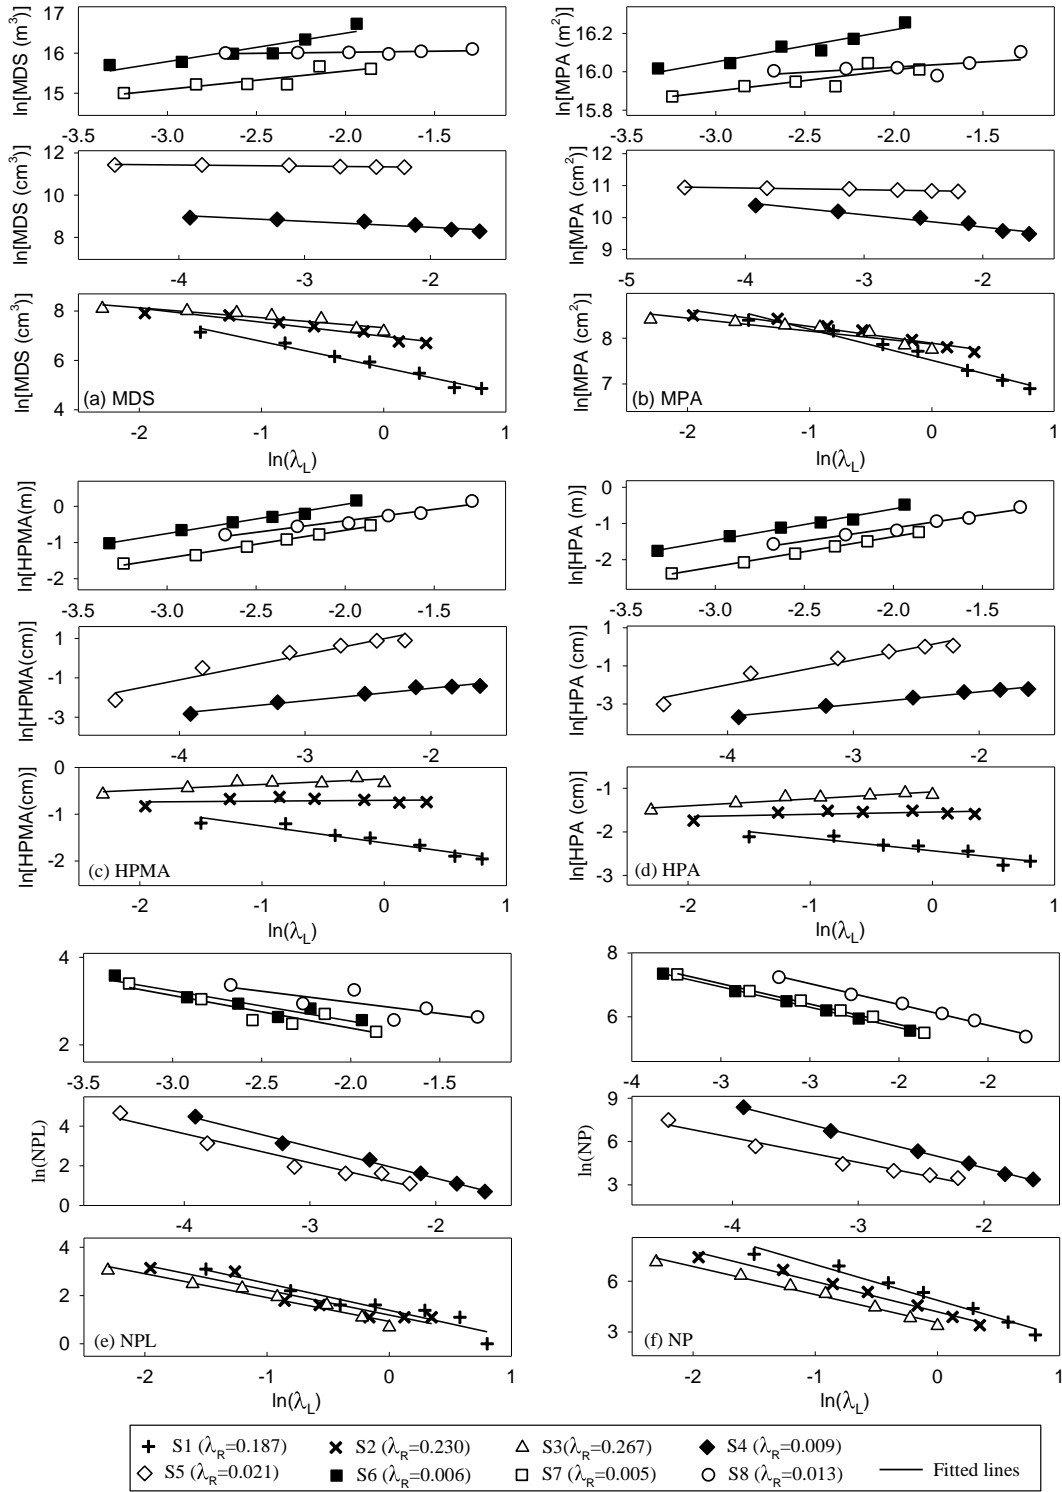 17
16
15
ln[MDS (m³)]
-3.5 -3.0 -2.5 -2.0 -1.5
16.2
16.0
15.8
ln[MPA (m²)]
-3.5 -3.0 -2.5 -2.0 -1.5
12
10
8
ln[MDS (cm³)]
-4 -3 -2
12
11
10
9
ln[MPA (cm²)]
-5 -4 -3 -2
8
6
4
ln[MDS (cm³)]
(a) MDS
-2 -1 0 1
ln(λL)
8
7
ln[MPA (cm²)]
(b) MPA
-2 -1 0 1
ln(λL)
0
-1
-2
ln[HPMA(m)]
-3.5 -3.0 -2.5 -2.0 -1.5
0
-1
-2
ln[HPA (m)]
-3.5 -3.0 -2.5 -2.0 -1.5
1
-1
-3
ln[HPMA(cm)]
-4 -3 -2
1
-1
-3
ln[HPA (cm)]
-4 -3 -2
0
-1
-2
ln[HPMA(cm)]
(c) HPMA
-2 -1 0 1
ln(λL)
-1
-2
-3
ln[HPA (cm)]
(d) HPA
-2 -1 0 1
ln(λL)
4
2
-3.5 -3.0 -2.5 -2.0 -1.5
8
6
-4 -3 -3 -2 -2
4
2
0
ln(NPL)
-4 -3 -2
9
6
3
ln(NP)
-4 -3 -2
4
2
0
(e) NPL
-2 -1 0 1
ln(λL)
6
3
(f) NP
-2 -1 0 1
ln(λL)
S1 (λR=0.187) S2 (λR=0.230) S3(λR=0.267) S4 (λR=0.009)
S5 (λR=0.021) S6 (λR=0.006) S7 (λR=0.005) S8 (λR=0.013) Fitted lines